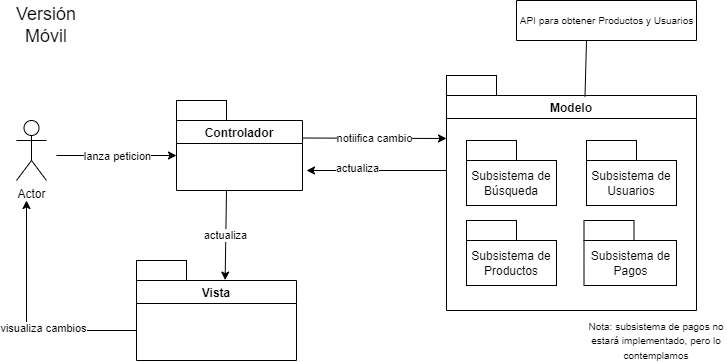 Versión
Móvil
API para obtener Productos y Usuarios
Modelo
Controlador
notiifica cambio
lanza peticion
actualiza
Subsistema de
Búsqueda
Subsistema de
Usuarios
Actor
actualiza
Subsistema de
Productos
Subsistema de
Pagos
Vista
visualiza cambios
Nota: subsistema de pagos no
estará implementado, pero lo
contemplamos